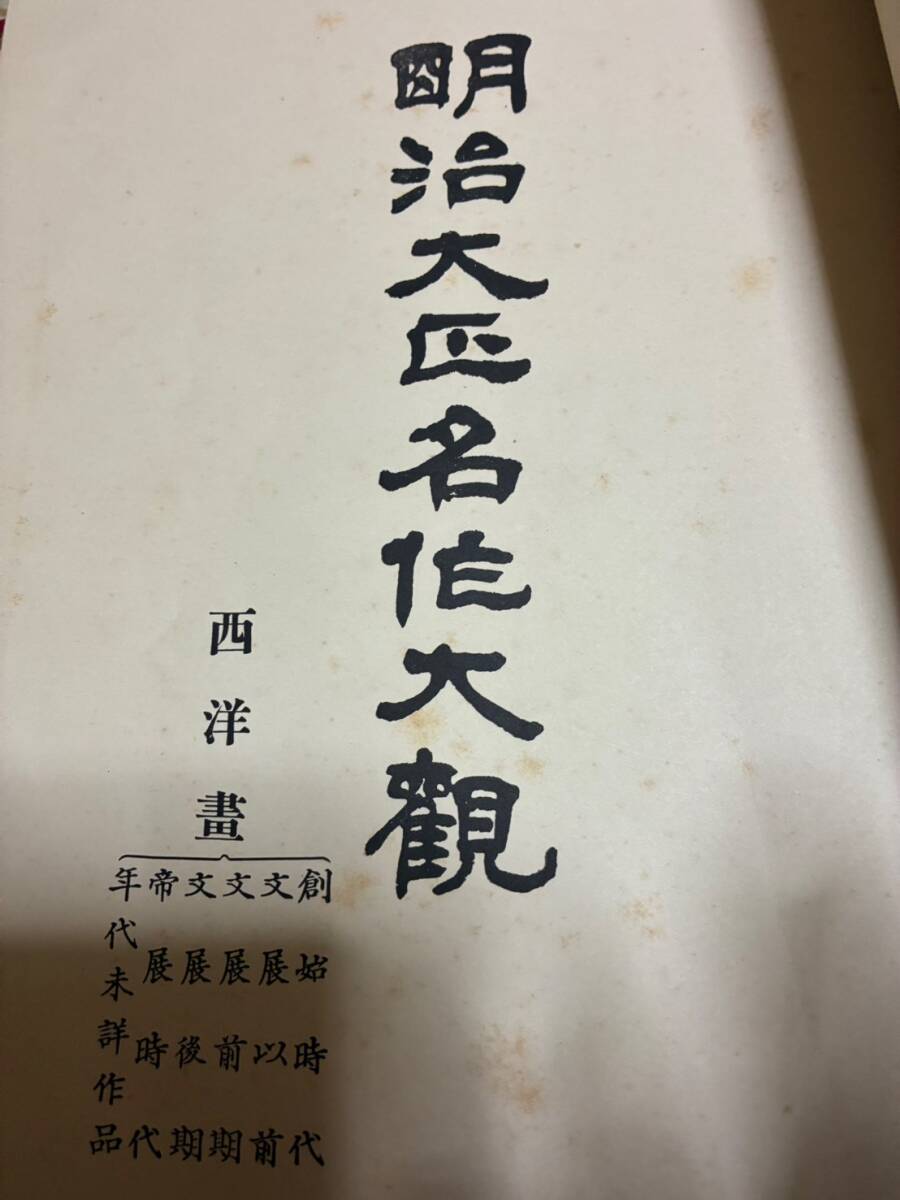 明治大正名作大觀
西洋畫
創始時代
文展以前
文展前期
文展後期
帝展時代
年代未詳作品